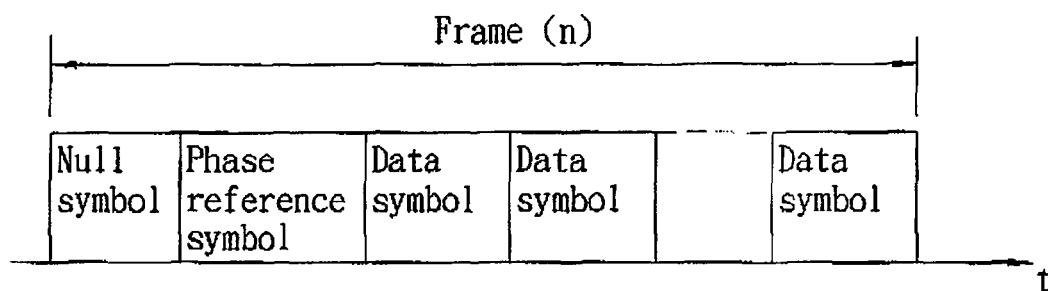 Frame (n)
Null
symbol
Phase
reference
symbol
Data
symbol
Data
symbol
Data
symbol
t